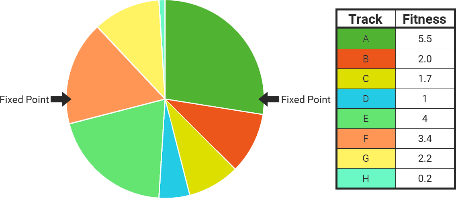 Fixed Point
Fixed Point
Track Fitness
A 5.5
B 2.0
C 1.7
D 1
E 4
F 3.4
G 2.2
H 0.2